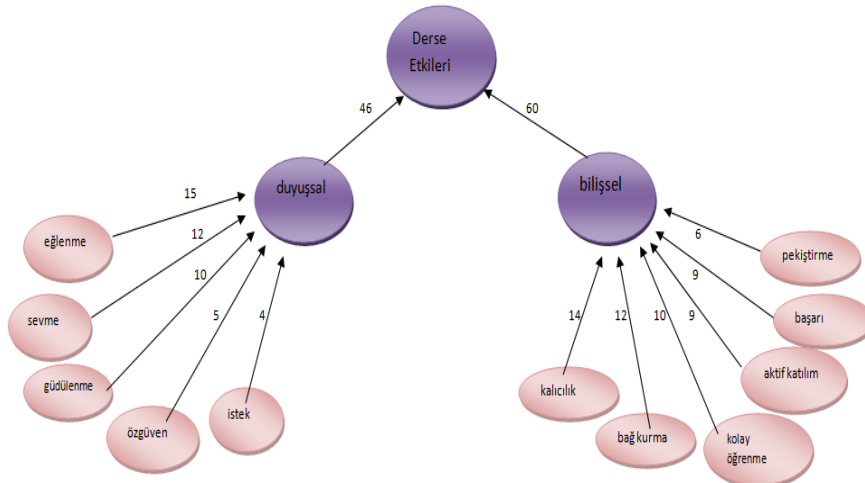 Derse
Etkileri
46
60
duyuşsal
bilişsel
15
12
10
5
4
eğlenme
sevme
güdülenme
özgüven
istek
6
9
9
10
12
14
pekiştirme
başarı
aktif katılım
kolay
öğrenme
bağ kurma
kalıcılık